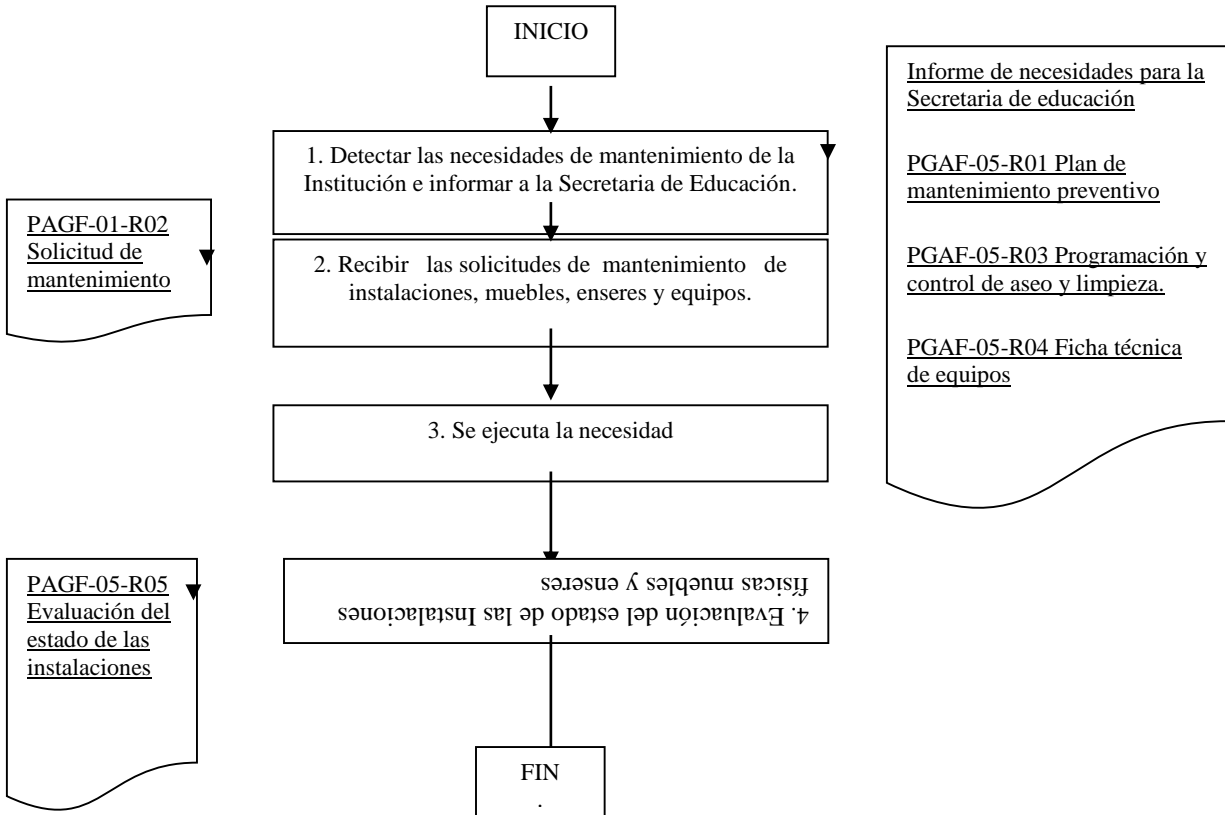 INICIO
1. Detectar las necesidades de mantenimiento de la
Institución e informar a la Secretaria de Educación.
PAGF-01-R02
Solicitud de
mantenimiento
2. Recibir las solicitudes de mantenimiento de
instalaciones, muebles, enseres y equipos.
Informe de necesidades para la
Secretaria de educación
PGAF-05-R01 Plan de
mantenimiento preventivo
PGAF-05-R03 Programación y
control de aseo y limpieza.
PGAF-05-R04 Ficha técnica
de equipos
3. Se ejecuta la necesidad
PAGF-05-R05
Evaluación del
estado de las
instalaciones
4. Evaluación del estado de las Instalaciones
físicas muebles y enseres
FIN
.